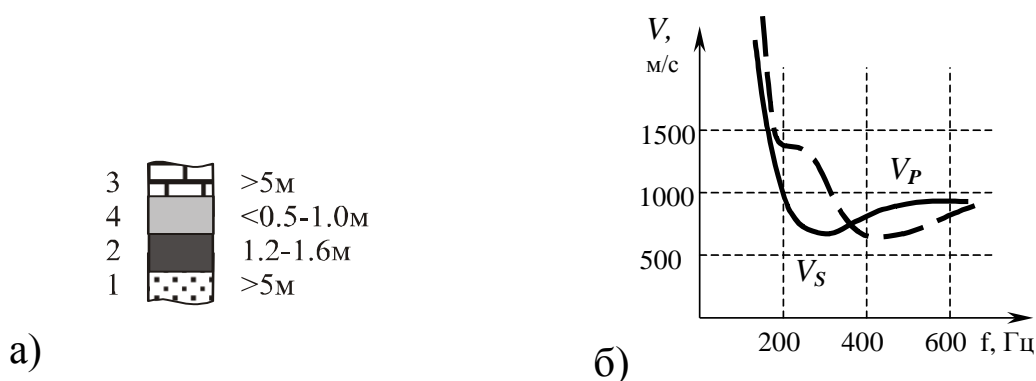 3 >5м
4 <0.5-1.0м
2 1.2-1.6м
1 >5м
а)
V,
м/с
1500
1000
500
V_P
V_S
200 400 600 f, Гц
б)